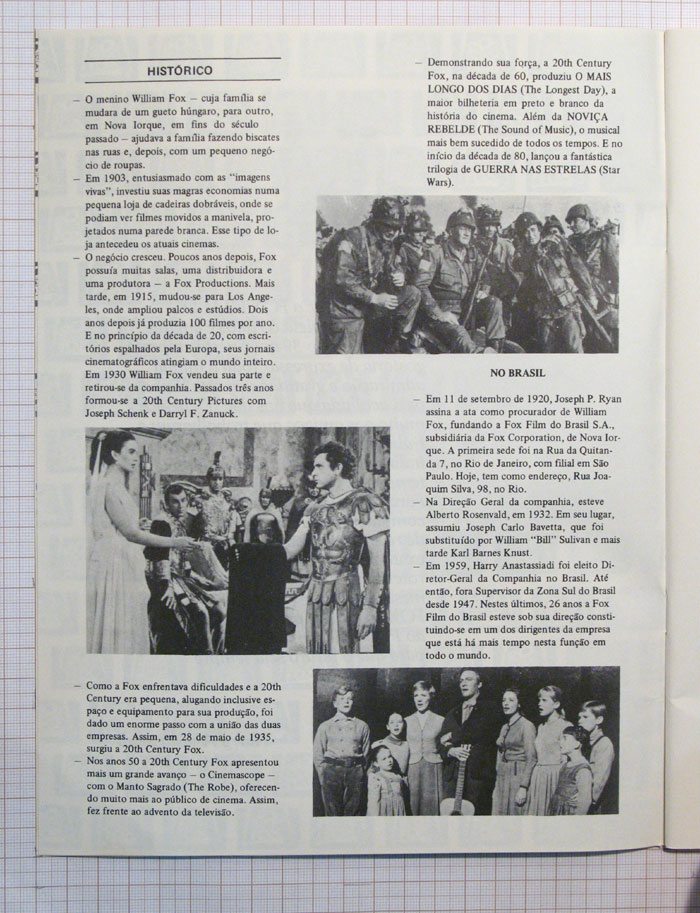 HISTÓRICO
— O menino William Fox — cuja família se
mudara de um gueto húngaro, para outro,
em Nova Iorque, em fins do século
passado — ajudava a família fazendo biscates
nas ruas e, depois, com um pequeno negó-
cio de roupas.
— Em 1903, entusiasmado com as "imagens
vivas", investiu suas magras economias numa
pequena loja de cadeiras dobráveis, onde se
podiam ver filmes movidos a manivela, pro-
jetados numa parede branca. Esse tipo de lo-
ja antecedeu os atuais cinemas.
— O negócio cresceu. Poucos anos depois, Fox
possuía muitas salas, uma distribuidora e
uma produtora — a Fox Productions. Mais
tarde, em 1915, mudou-se para Los Ange-
les, onde ampliou palcos e estúdios. Dois
anos depois já produzia 100 filmes por ano.
E no princípio da década de 20, com escri-
tórios espalhados pela Europa, seus jornais
cinematográficos atingiam o mundo inteiro.
Em 1930 William Fox vendeu sua parte e
retirou-se da companhia. Passados três anos
formou-se a 20th Century Pictures com
Joseph Schenk e Darryl F. Zanuck.
— Como a Fox enfrentava dificuldades e a 20th
Century era pequena, alugando inclusive es-
paço e equipamento para sua produção, foi
dado um enorme passo com a união das duas
empresas. Assim, em 28 de maio de 1935,
surgiu a 20th Century Fox.
— Nos anos 50 a 20th Century Fox apresentou
mais um grande avanço — o Cinemascope —
com o Manto Sagrado (The Robe), oferecen-
do muito mais ao público de cinema. Assim,
fez frente ao advento da televisão.
— Demonstrando sua força, a 20th Century
Fox, na década de 60, produziu O MAIS
LONGO DOS DIAS (The Longest Day), a
maior bilheteria em preto e branco da
história do cinema. Além da NOVIÇA
REBELDE (The Sound of Music), o musical
mais bem sucedido de todos os tempos. E no
início da década de 80, lançou a fantástica
trilogia de GUERRA NAS ESTRELAS (Star
Wars).
NO BRASIL
— Em 11 de setembro de 1920, Joseph P. Ryan
assina a ata como procurador de William
Fox, fundando a Fox Film do Brasil S.A.,
subsidiária da Fox Corporation, de Nova Ior-
que. A primeira sede foi na Rua da Quitan-
da 7, no Rio de Janeiro, com filial em São
Paulo. Hoje, tem como endereço, Rua Joa-
quim Silva, 98, no Rio.
— Na Direção Geral da companhia, esteve
Alberto Rosenvald, em 1932. Em seu lugar,
assumiu Joseph Carlo Bavetta, que foi
substituído por William "Bill" Sulivan e mais
tarde Karl Barnes Knust.
— Em 1959, Harry Anastassiadi foi eleito Di-
retor-Geral da Companhia no Brasil. Até
então, fora Supervisor da Zona Sul do Brasil
desde 1947. Nestes últimos, 26 anos a Fox
Film do Brasil esteve sob sua direção consti-
tuindo-se em um dos dirigentes da empresa
que está há mais tempo nesta função em
todo o mundo.